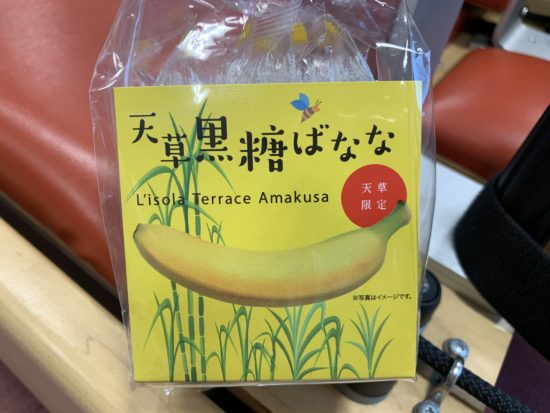 天草黒糖ばなな
L'isola Terrace Amakusa
天草
限定
※写真はイメージです。